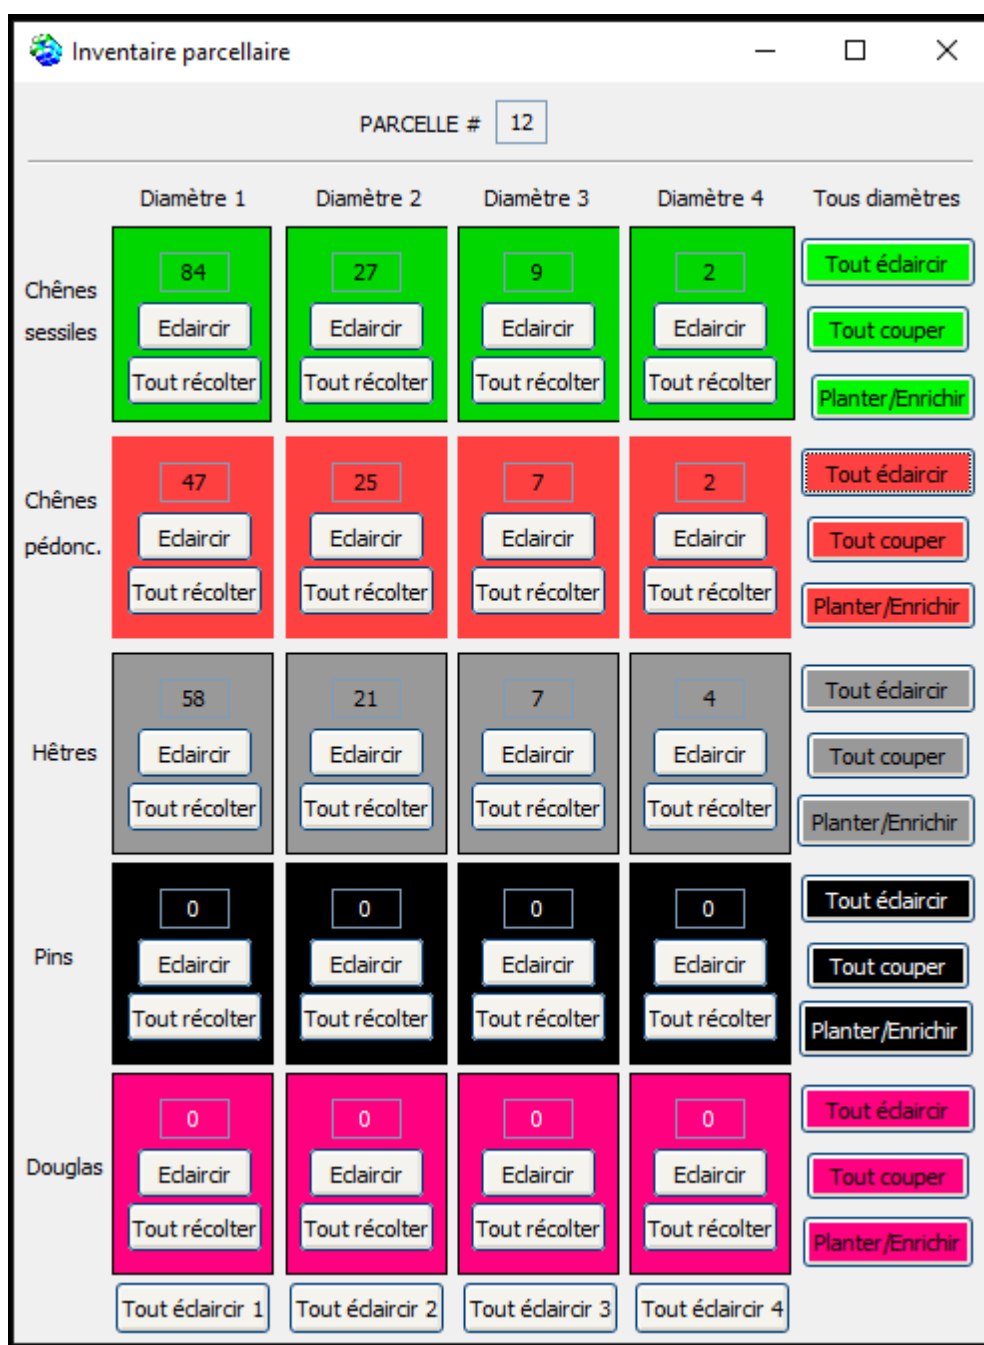 Inventaire parcellaire
PARCELLE # 12
Diamètre 1 Diamètre 2 Diamètre 3 Diamètre 4 Tous diamètres
Chênes
sessiles
84 27 9 2 Tout éclaircir
Eclaircir Eclaircir Eclaircir Eclaircir Tout couper
Tout récolter Tout récolter Tout récolter Tout récolter Planter/Enrichir
Chênes
pédonc.
47 25 7 2 Tout éclaircir
Eclaircir Eclaircir Eclaircir Eclaircir Tout couper
Tout récolter Tout récolter Tout récolter Tout récolter Planter/Enrichir
Hêtres
58 21 7 4 Tout éclaircir
Eclaircir Eclaircir Eclaircir Eclaircir Tout couper
Tout récolter Tout récolter Tout récolter Tout récolter Planter/Enrichir
Pins
0 0 0 0 Tout éclaircir
Eclaircir Eclaircir Eclaircir Eclaircir Tout couper
Tout récolter Tout récolter Tout récolter Tout récolter Planter/Enrichir
Douglas
0 0 0 0 Tout éclaircir
Eclaircir Eclaircir Eclaircir Eclaircir Tout couper
Tout récolter Tout récolter Tout récolter Tout récolter Planter/Enrichir
Tout éclaircir 1 Tout éclaircir 2 Tout éclaircir 3 Tout éclaircir 4